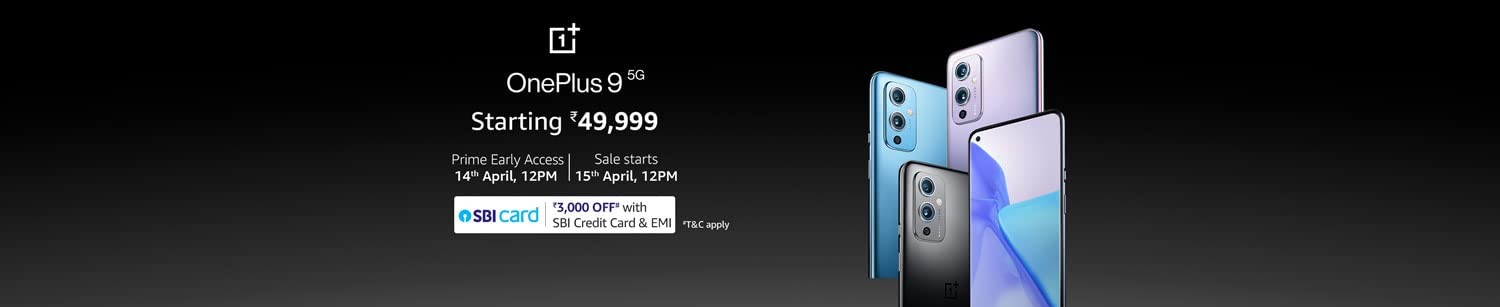 1+
OnePlus 9 5G
Starting ₹49,999
Prime Early Access
14th April, 12PM
Sale starts
15th April, 12PM
SBI card
₹3,000 OFF# with
SBI Credit Card & EMI
#T&C apply